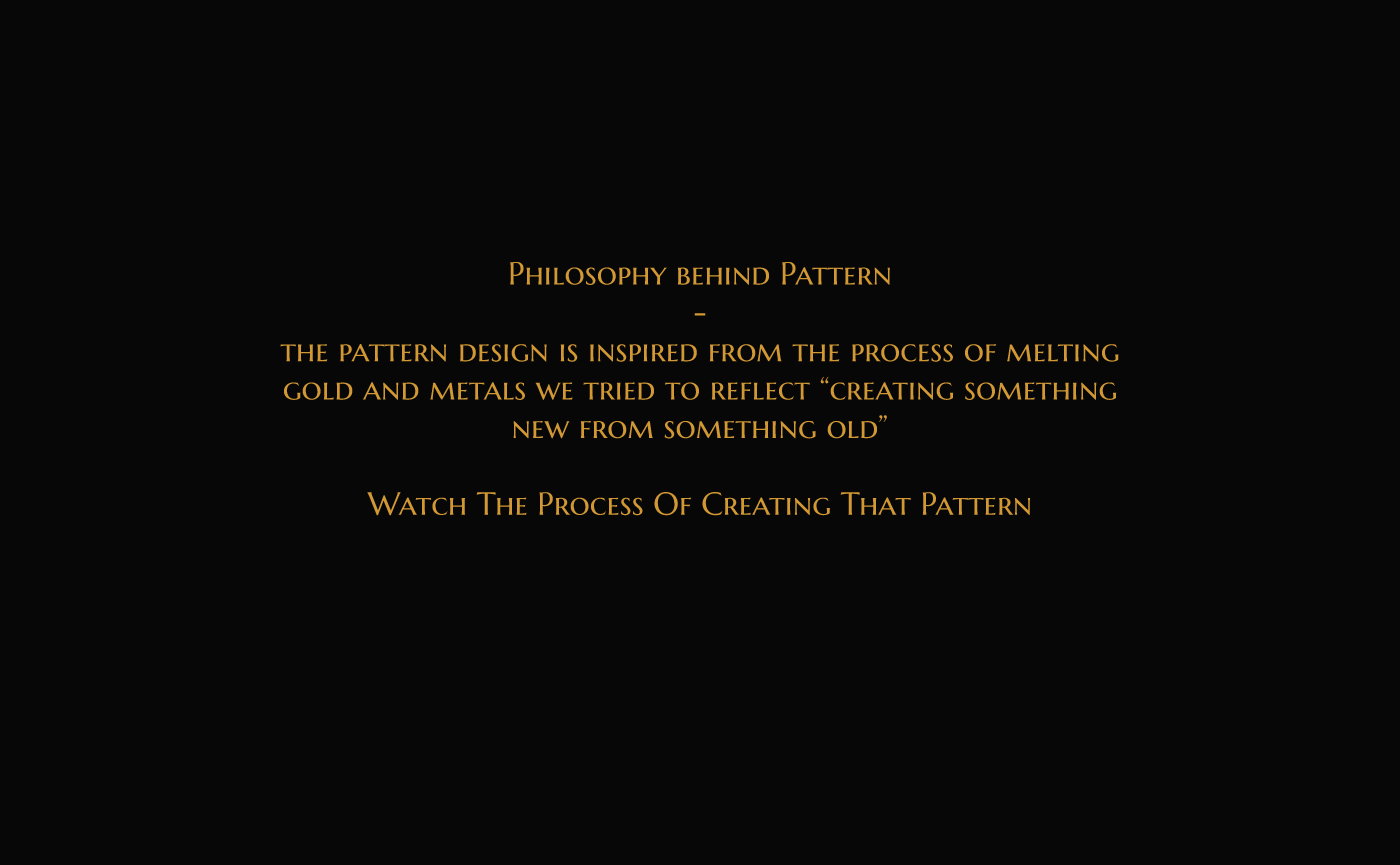 Philosophy behind Pattern
-
the pattern design is inspired from the process of melting
gold and metals we tried to reflect “creating something
new from something old”
Watch The Process Of Creating That Pattern